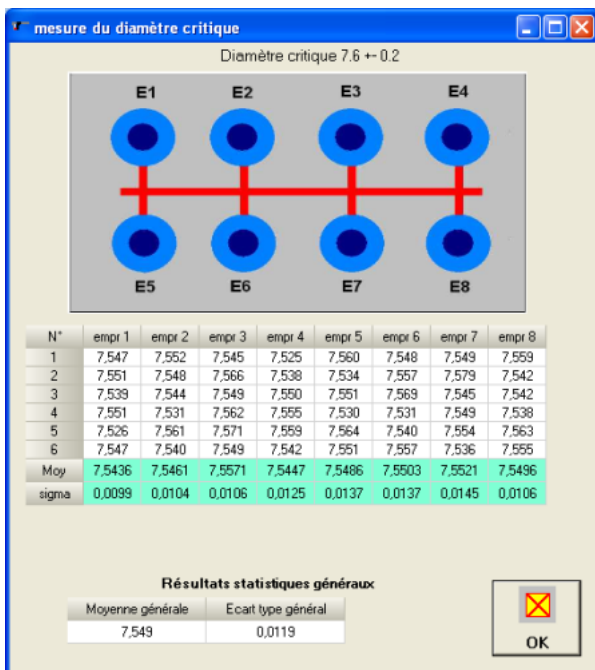 mesure du diamètre critique
Diamètre critique 7.6 +- 0.2
E1 E2 E3 E4
E5 E6 E7 E8
N° empr 1 empr 2 empr 3 empr 4 empr 5 empr 6 empr 7 empr 8
1 7,547 7,552 7,545 7,525 7,560 7,548 7,549 7,559
2 7,551 7,548 7,566 7,538 7,534 7,557 7,579 7,542
3 7,539 7,544 7,549 7,550 7,551 7,569 7,545 7,542
4 7,551 7,531 7,562 7,555 7,530 7,531 7,549 7,538
5 7,526 7,561 7,571 7,559 7,564 7,540 7,554 7,563
6 7,547 7,540 7,549 7,542 7,551 7,557 7,536 7,555
Moy 7,5436 7,5461 7,5571 7,5447 7,5486 7,5503 7,5521 7,5496
sigma 0,0099 0,0104 0,0106 0,0125 0,0137 0,0137 0,0145 0,0106
Résultats statistiques généraux
Moyenne générale Ecart type général
7,549 0,0119
OK